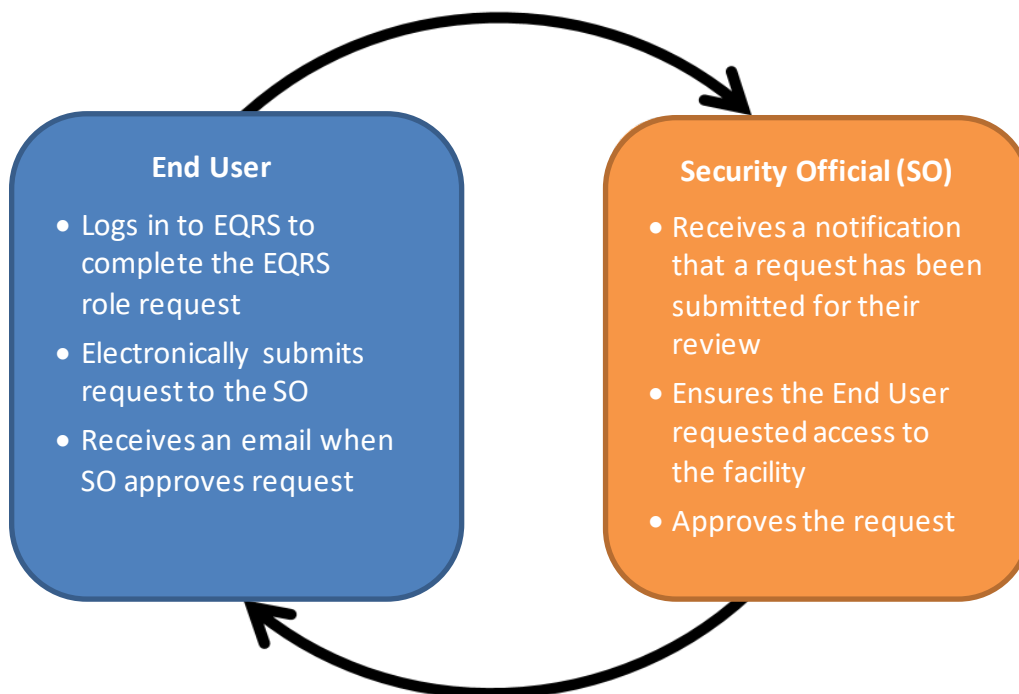 End User
• Logs in to EQRS to
complete the EQRS
role request
• Electronically submits
request to the SO
• Receives an email when
SO approves request
Security Official (SO)
• Receives a notification
that a request has been
submitted for their
review
• Ensures the End User
requested access to
the facility
• Approves the request